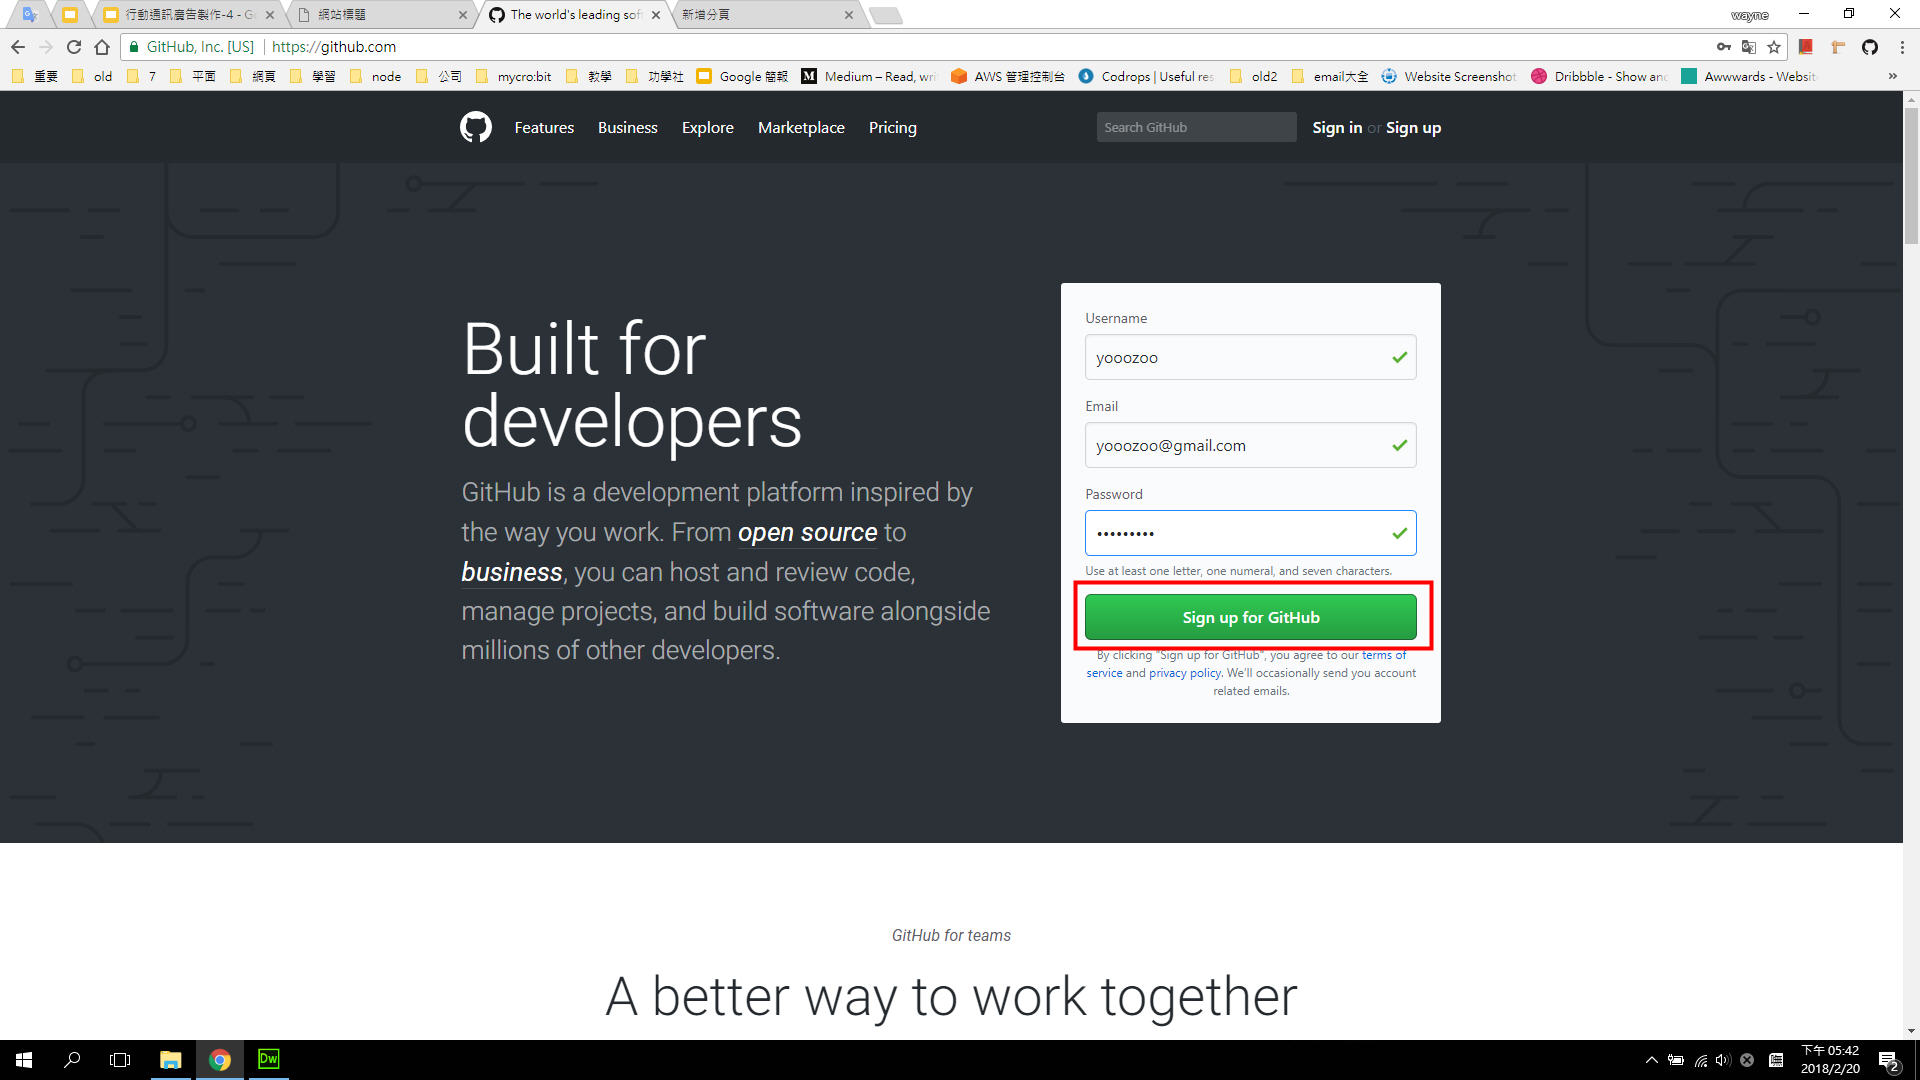 行動通訊廣告製作-4 - G
網站標題
The world's leading sof
新增分頁
wayne
GitHub, Inc. [US]
https://github.com
重要
old
7
平面
網頁
學習
node
公司
mycro:bit
教學
功學社
Google 簡報
Medium – Read, wri
AWS 管理控制台
Codrops | Useful res
old2
email大全
Website Screenshot
Dribbble - Show and
Awwwards - Website
»
Features
Business
Explore
Marketplace
Pricing
Search GitHub
Sign in or Sign up
Built for
developers
GitHub is a development platform inspired by
the way you work. From open source to
business, you can host and review code,
manage projects, and build software alongside
millions of other developers.
Username
yooozoo
Email
yooozoo@gmail.com
Password
•••••••••
Use at least one letter, one numeral, and seven characters.
Sign up for GitHub
By clicking "Sign up for GitHub", you agree to our terms of
service and privacy policy. We'll occasionally send you account
related emails.
GitHub for teams
A better way to work together
Dw
下午 05:42
2018/2/20
2